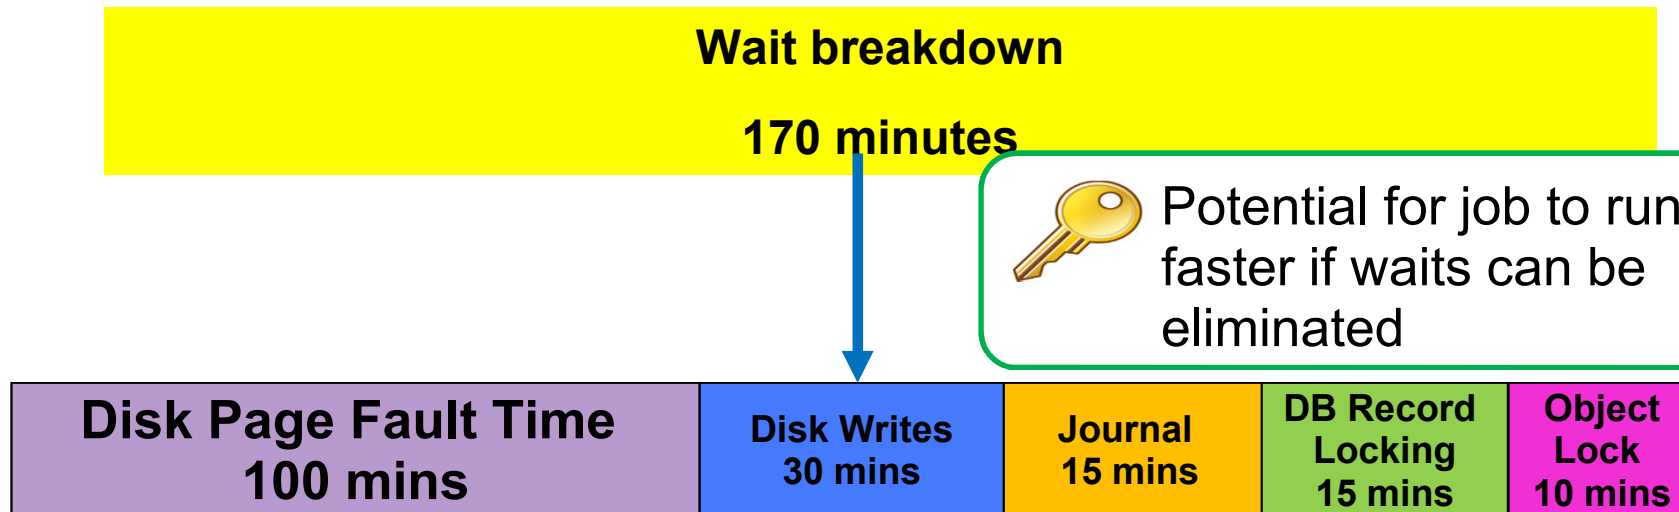 Wait breakdown
170 minutes
Potential for job to run
faster if waits can be
eliminated
Disk Page Fault Time
100 mins
Disk Writes
30 mins
Journal
15 mins
DB Record
Locking
15 mins
Object
Lock
10 mins